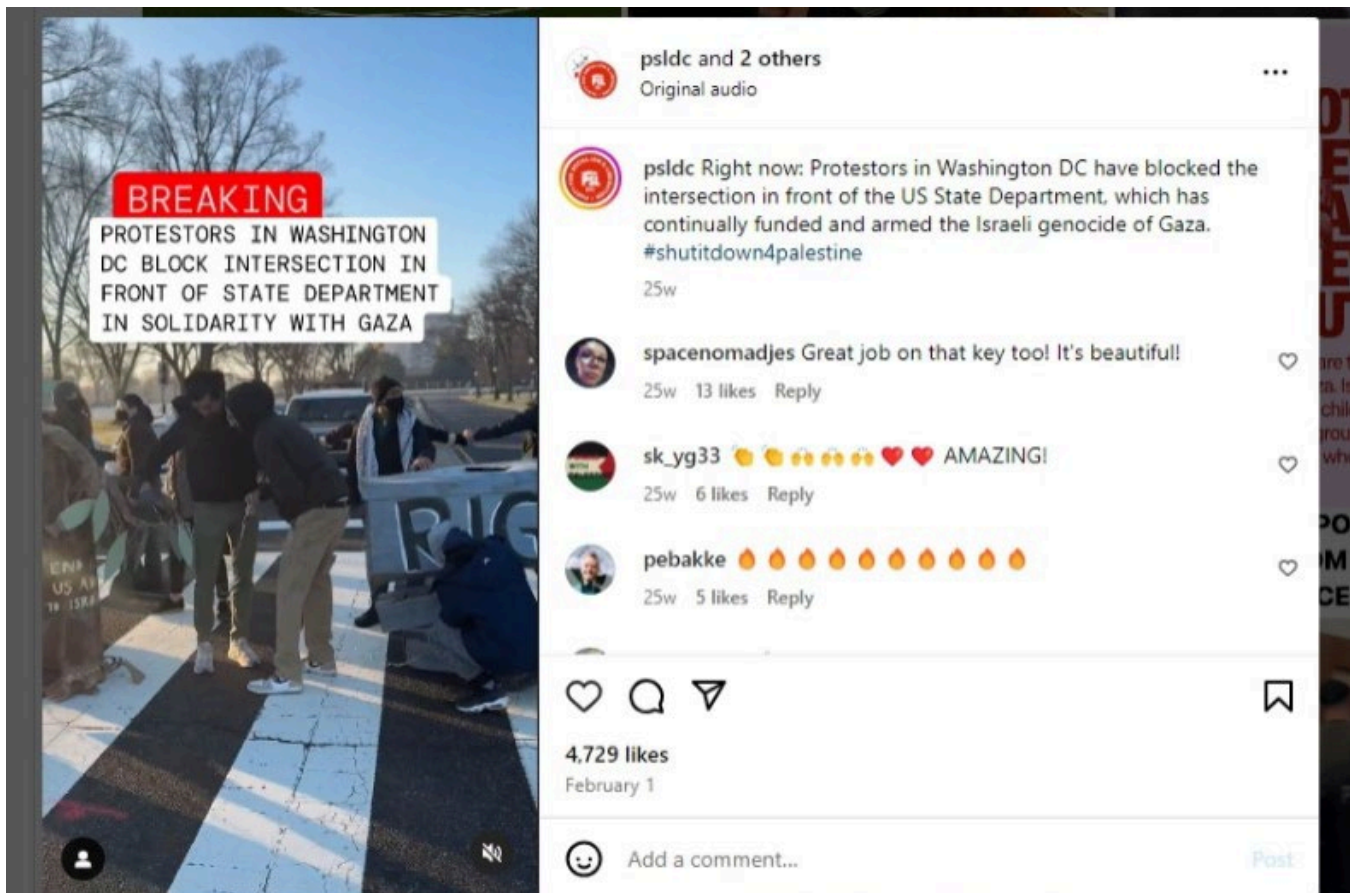 BREAKING
PROTESTORS IN WASHINGTON
DC BLOCK INTERSECTION IN
FRONT OF STATE DEPARTMENT
IN SOLIDARITY WITH GAZA
RIG
END
US
psldc and 2 others
Original audio
psldc Right now: Protestors in Washington DC have blocked the
intersection in front of the US State Department, which has
continually funded and armed the Israeli genocide of Gaza.
#shutitdown4palestine
25w
spacenomadjes Great job on that key too! It's beautiful!
25w 13 likes Reply
sk_yg33 👏 👏 🙌 🙌 🙌 ❤️ ❤️ AMAZING!
25w 6 likes Reply
pebakke 🔥 🔥 🔥 🔥 🔥 🔥 🔥 🔥 🔥 🔥
25w 5 likes Reply
4,729 likes
February 1
Add a comment...
Post